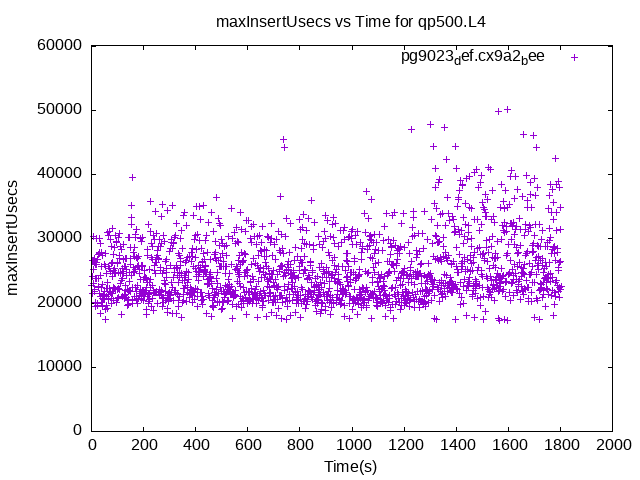 maxInsertUsecs vs Time for qp500.L4
60000
pg9023def.cx9a2bee
50000
40000
maxInsertUsecs
30000
20000
10000
0
0 200 400 600 800 1000 1200 1400 1600 1800 2000
Time(s)